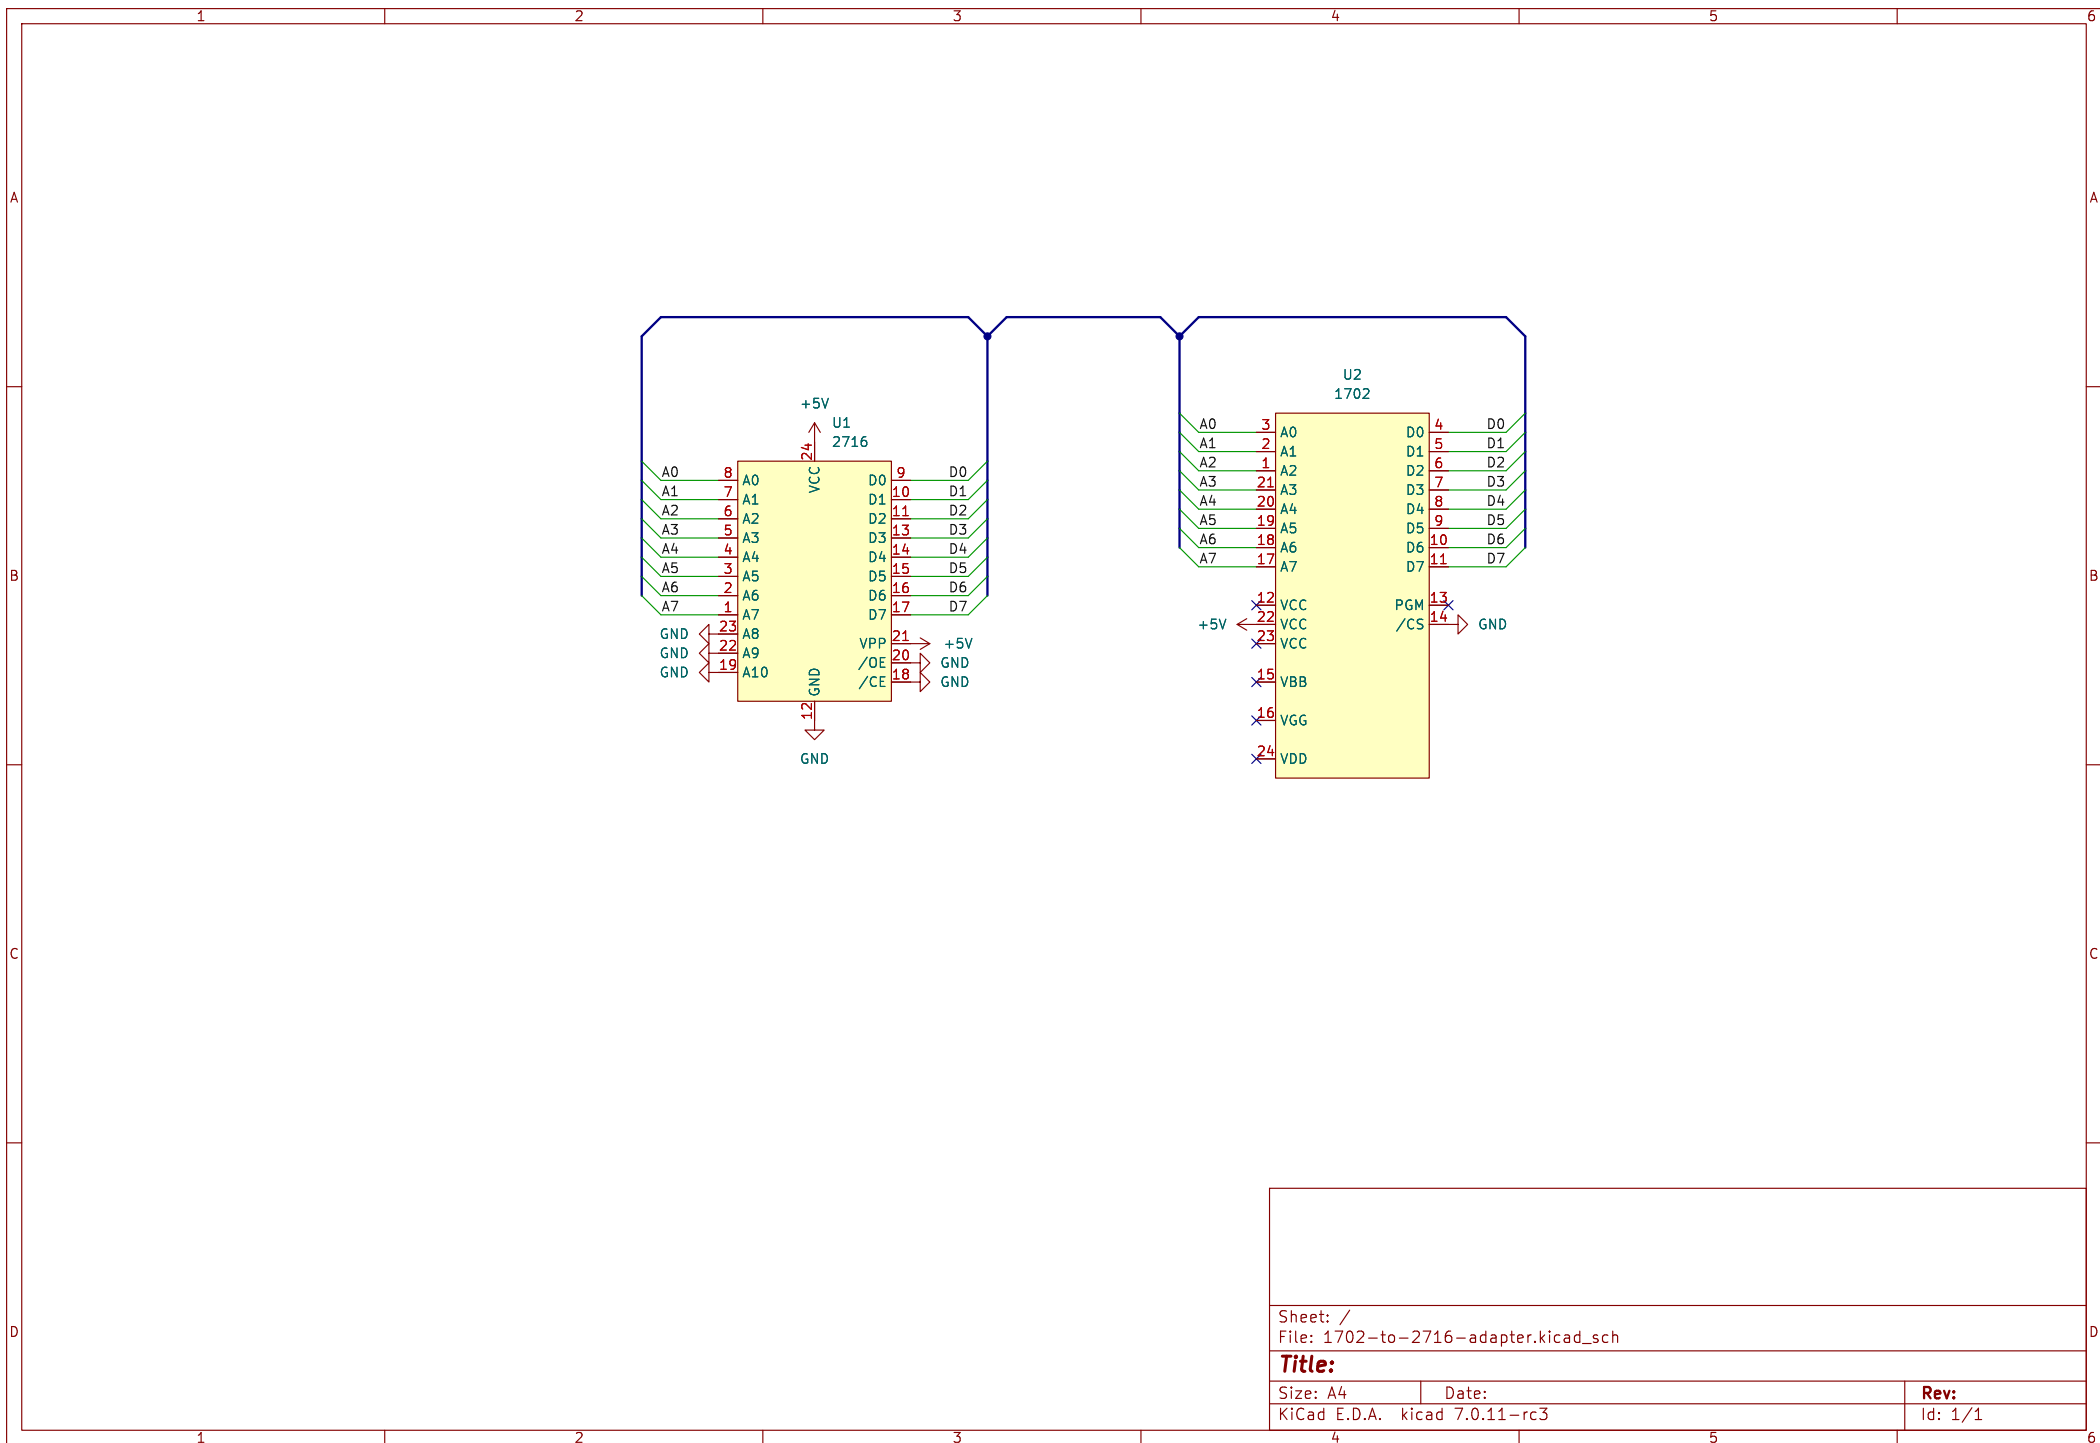 1 2 3 4 5 6
A A
B B
C C
D D
+5V
U1
2716
24
VCC
A0 8 A0 D0 9 D0
A1 7 A1 D1 10 D1
A2 6 A2 D2 11 D2
A3 5 A3 D3 13 D3
A4 4 A4 D4 14 D4
A5 3 A5 D5 15 D5
A6 2 A6 D6 16 D6
A7 1 A7 D7 17 D7
GND 23 A8
VPP 21 +5V
GND 22 A9
/OE 20 GND
GND 19 A10
/CE 18 GND
GND
12
GND
U2
1702
A0 3 A0 D0 4 D0
A1 2 A1 D1 5 D1
A2 1 A2 D2 6 D2
A3 21 A3 D3 7 D3
A4 20 A4 D4 8 D4
A5 19 A5 D5 9 D5
A6 18 A6 D6 10 D6
A7 17 A7 D7 11 D7
12 VCC PGM 13
+5V 22 VCC /CS 14 GND
23 VCC
15 VBB
16 VGG
24 VDD
Sheet: /
File: 1702-to-2716-adapter.kicad_sch
Title:
Size: A4 Date: Rev:
KiCad E.D.A. kicad 7.0.11-rc3 Id: 1/1
1 2 3 4 5 6